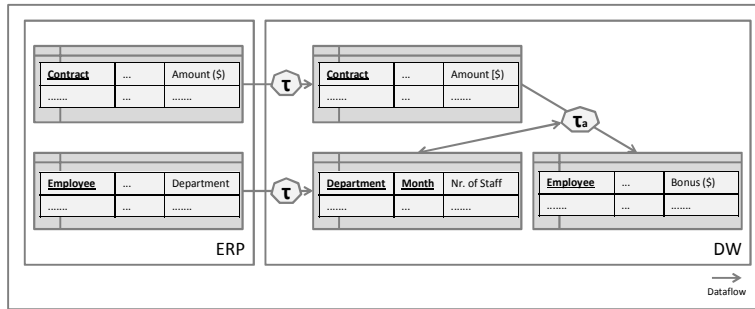 Contract ... Amount ($)
....... ... .......
τ
Contract ... Amount [$)
....... ... .......
τa
Employee ... Department
....... ... .......
τ
Department Month Nr. of Staff
....... ... .......
Employee ... Bonus ($)
....... ... .......
ERP
DW
Dataflow